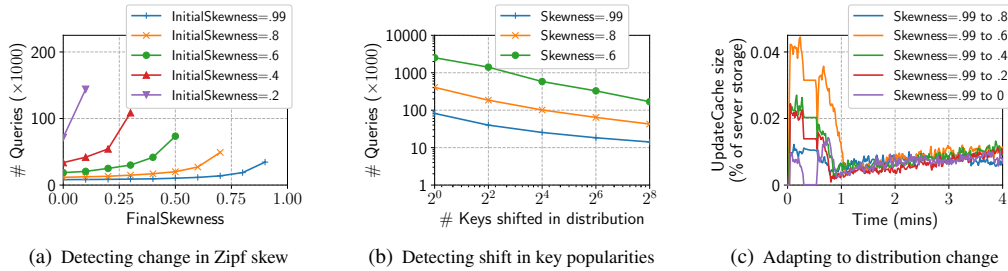 InitialSkewness=.99
InitialSkewness=.8
InitialSkewness=.6
InitialSkewness=.4
InitialSkewness=.2
# Queries (×1000)
200
100
0
0.00 0.25 0.50 0.75 1.00
FinalSkewness
(a) Detecting change in Zipf skew
Skewness=.99
Skewness=.8
Skewness=.6
# Queries (×1000)
10000
1000
100
10
1
2^0 2^2 2^4 2^6 2^8
# Keys shifted in distribution
(b) Detecting shift in key popularities
Skewness=.99 to .8
Skewness=.99 to .6
Skewness=.99 to .4
Skewness=.99 to .2
Skewness=.99 to 0
UpdateCache size
(% of server storage)
0.04
0.02
0
0 1 2 3 4
Time (mins)
(c) Adapting to distribution change